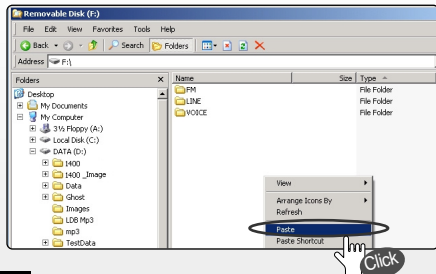 Removable Disk (F:)
File Edit View Favorites Tools Help
Back Search Folders
Address F:\
Folders
Name Size Type
Desktop
My Documents
My Computer
3½ Floppy (A:)
Local Disk (C:)
DATA (D:)
1400
1400 _Image
Data
Ghost
Images
LDB Mp3
mp3
TestData
FM File Folder
LINE File Folder
VOICE File Folder
View
Arrange Icons By
Refresh
Paste
Paste Shortcut
Click